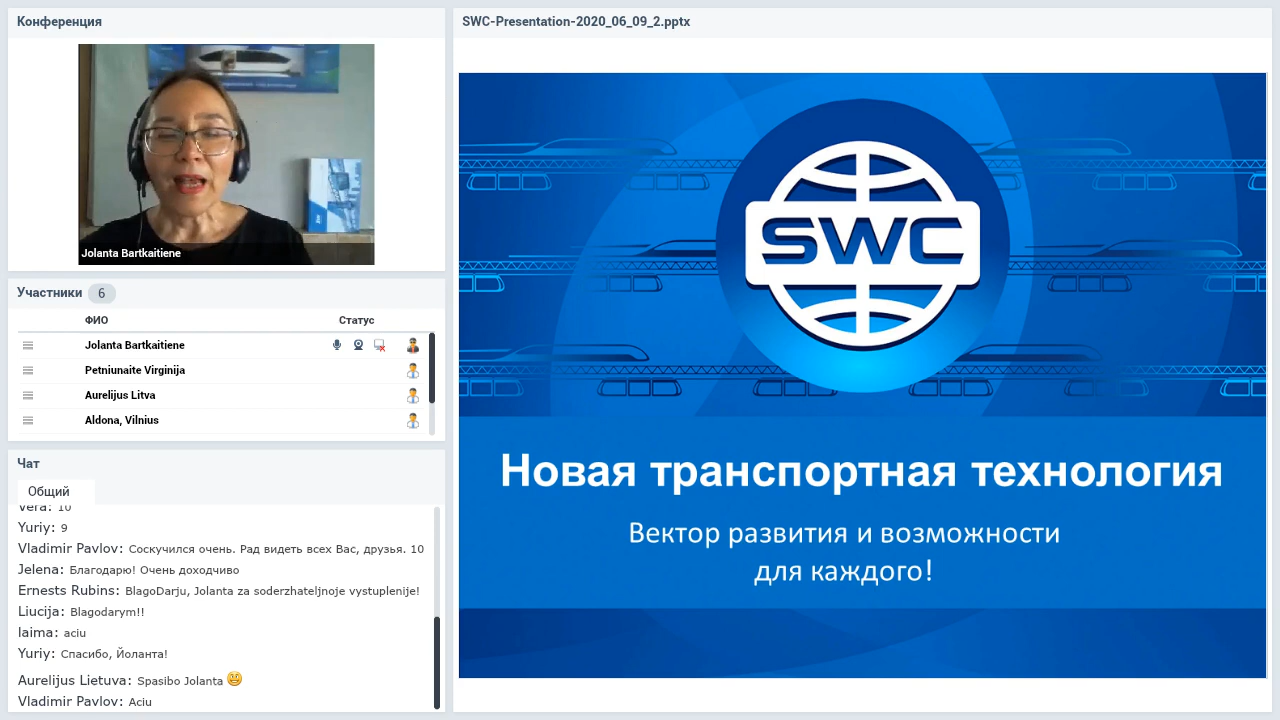 Конференция
Jolanta Bartkaitiene
Участники 6
ФИО Статус
Jolanta Bartkaitiene
Petniunaite Virginija
Aurelijus Litva
Aldona, Vilnius
Чат
Общий
Vera: 10
Yuriy: 9
Vladimir Pavlov: Соскучился очень. Рад видеть всех Вас, друзья. 10
Jelena: Благодарю! Очень доходчиво
Ernests Rubins: BlagoDarju, Jolanta za soderzhateljnoje vystuplenije!
Liucija: Blagodarym!!
laima: aciu
Yuriy: Спасибо, Йоланта!
Aurelijus Lietuva: Spasibo Jolanta
Vladimir Pavlov: Aciu
SWC-Presentation-2020_06_09_2.pptx
SWC
Новая транспортная технология
Вектор развития и возможности
для каждого!